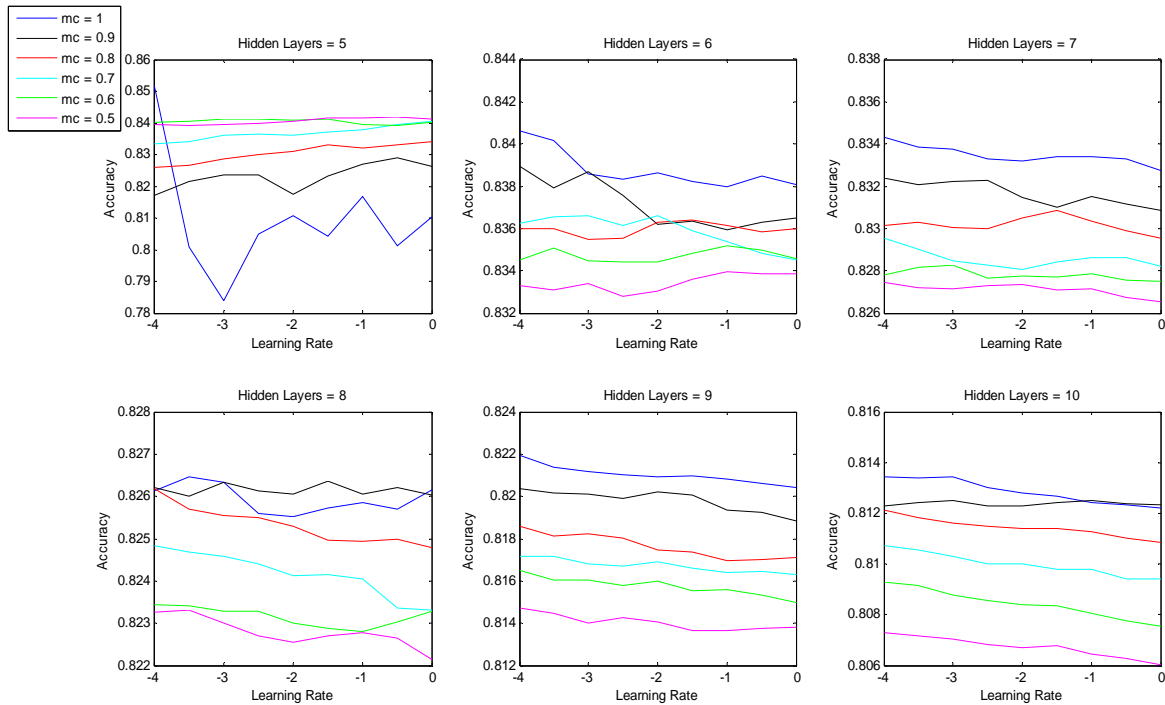 mc = 1
mc = 0.9
mc = 0.8
mc = 0.7
mc = 0.6
mc = 0.5
Hidden Layers = 5
0.86
0.85
0.84
0.83
0.82
0.81
0.8
0.79
0.78
Accuracy
-4 -3 -2 -1 0
Learning Rate
Hidden Layers = 6
0.844
0.842
0.84
0.838
0.836
0.834
0.832
Accuracy
-4 -3 -2 -1 0
Learning Rate
Hidden Layers = 7
0.838
0.836
0.834
0.832
0.83
0.828
0.826
Accuracy
-4 -3 -2 -1 0
Learning Rate
Hidden Layers = 8
0.828
0.827
0.826
0.825
0.824
0.823
0.822
Accuracy
-4 -3 -2 -1 0
Learning Rate
Hidden Layers = 9
0.824
0.822
0.82
0.818
0.816
0.814
0.812
Accuracy
-4 -3 -2 -1 0
Learning Rate
Hidden Layers = 10
0.816
0.814
0.812
0.81
0.808
0.806
Accuracy
-4 -3 -2 -1 0
Learning Rate